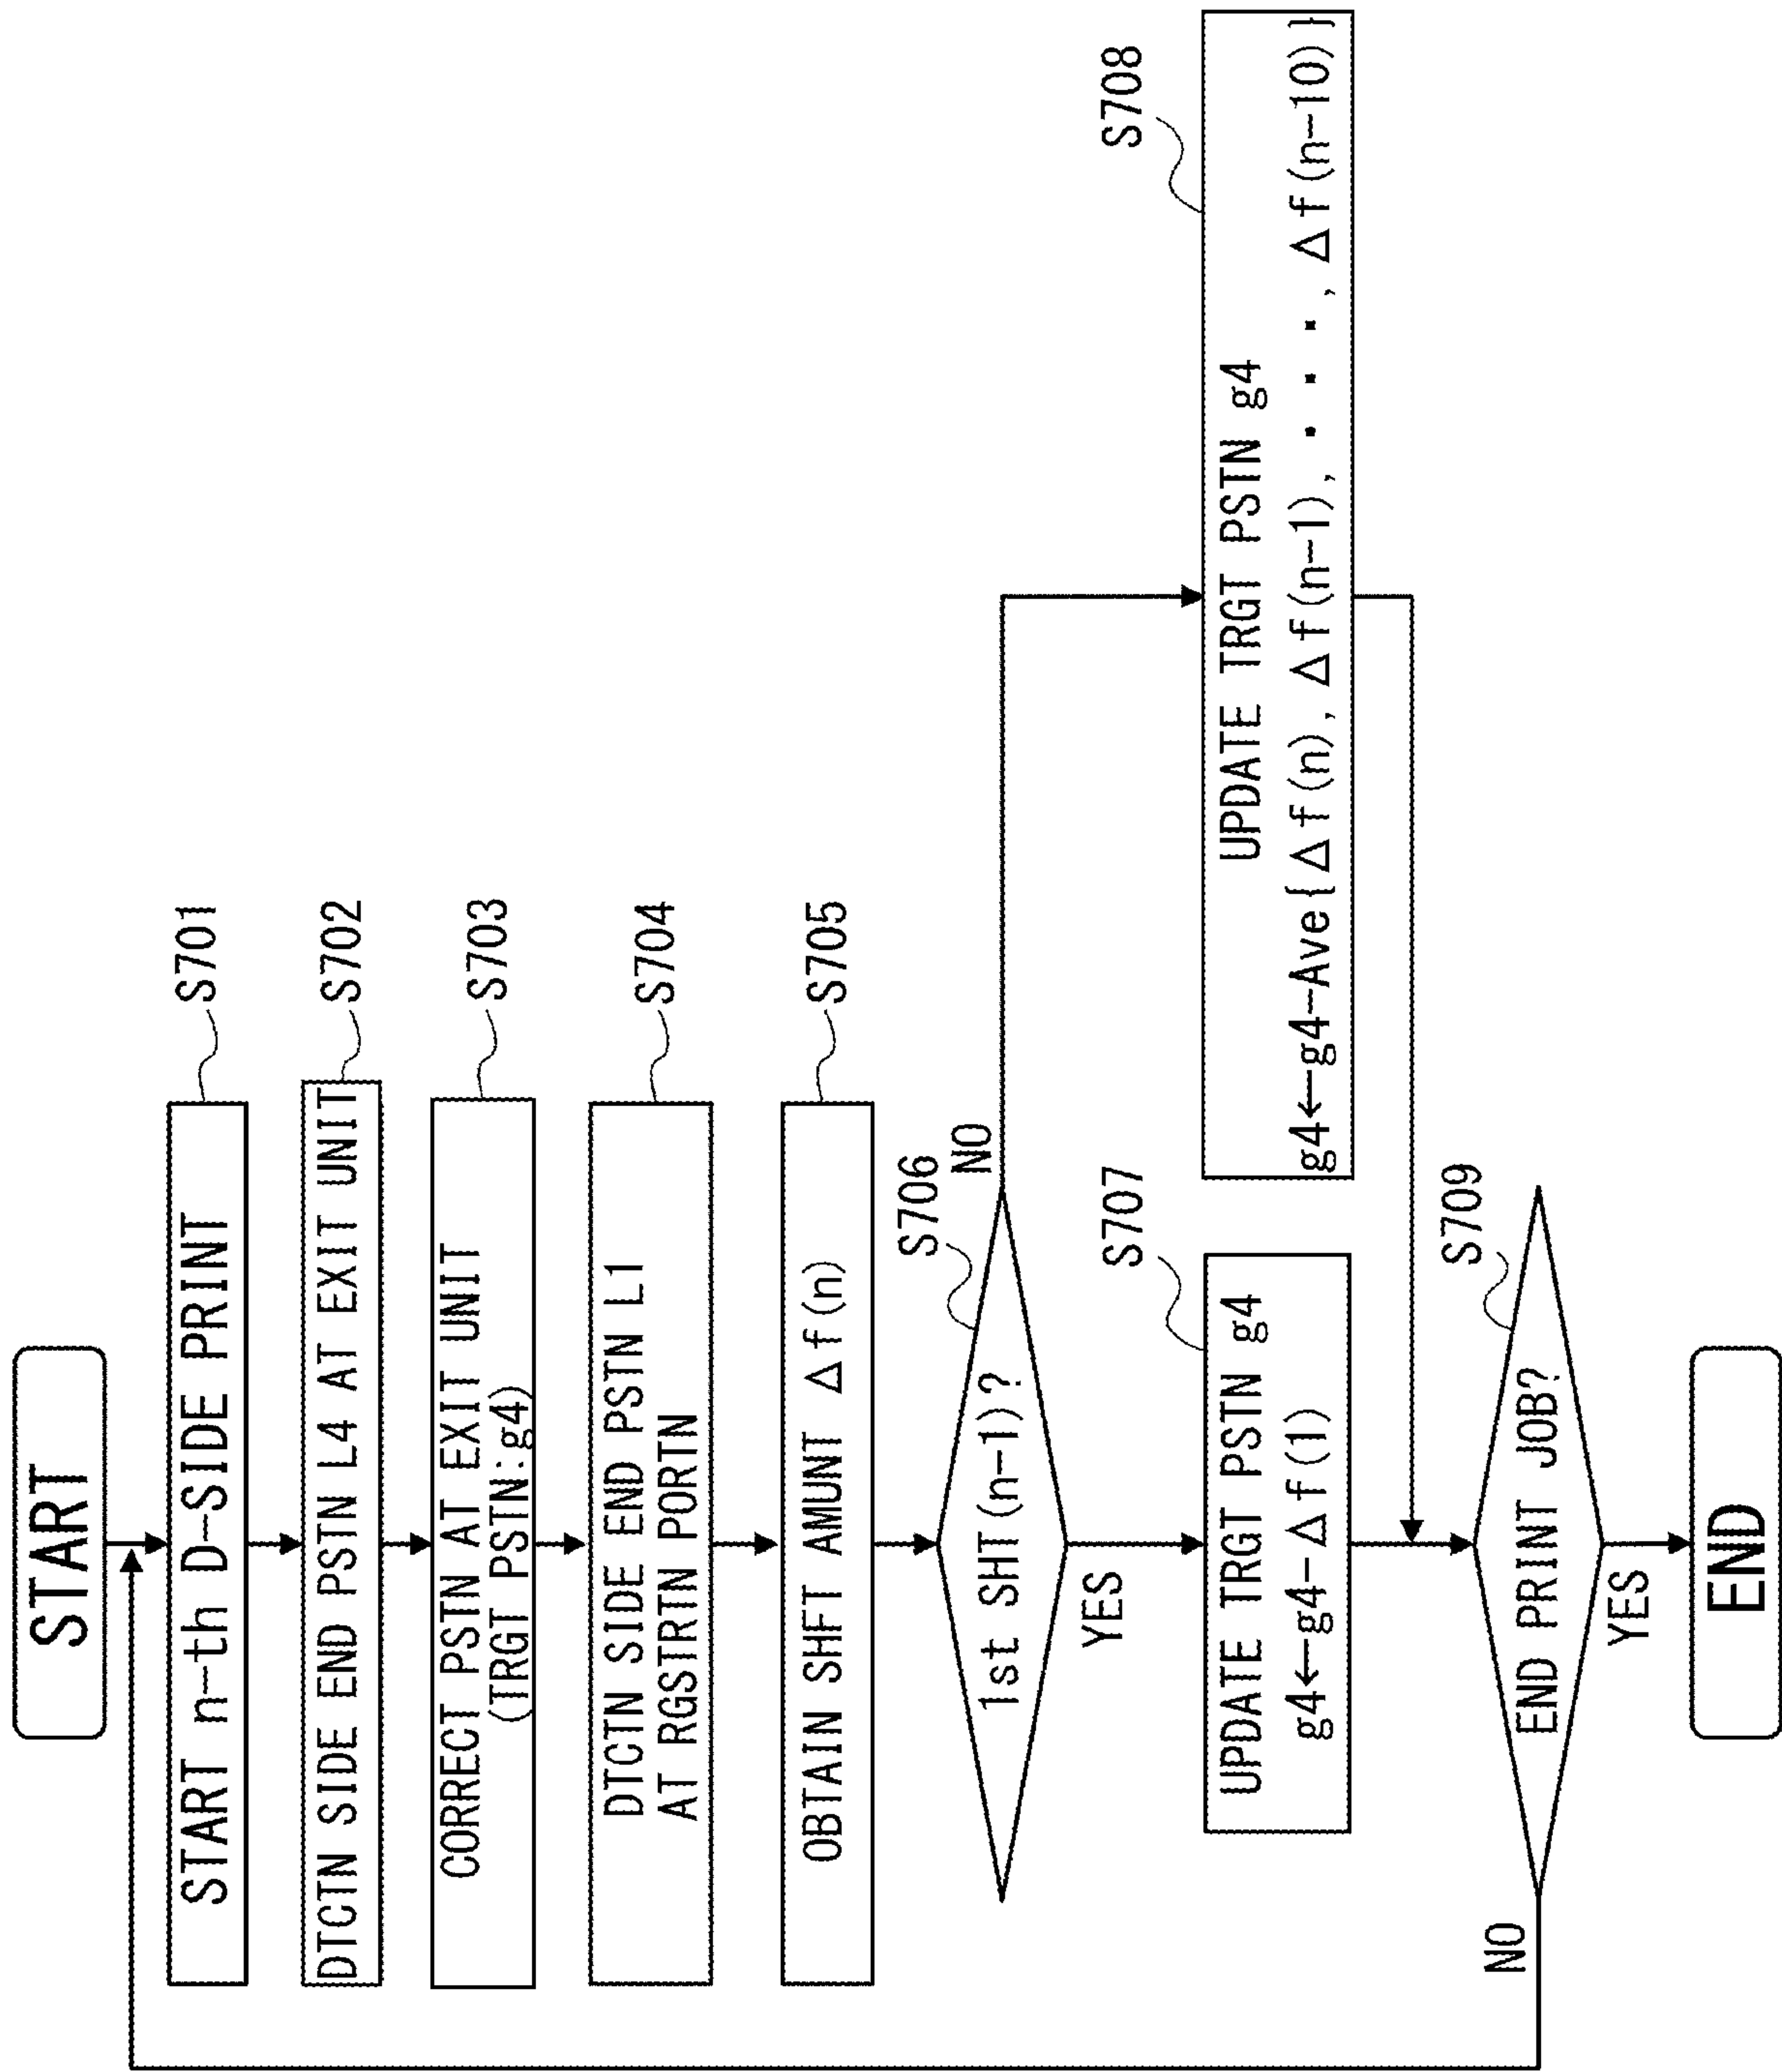 START
START n-th D-SIDE PRINT
S701
DTCTN SIDE END PSTN L4 AT EXIT UNIT
S702
CORRECT PSTN AT EXIT UNIT
(TRGT PSTN:g4)
S703
DTCTN SIDE END PSTN L1
AT RGSTRTN PORTN
S704
OBTAIN SHFT AMUNT Δf(n)
S705
1st SHT(n-1)?
S706
NO
YES
UPDATE TRGT PSTN g4
g4←g4-Δf(1)
S707
UPDATE TRGT PSTN g4
g4←g4-Ave{Δf(n),Δf(n-1),・・・,Δf(n-10)}
S708
END PRINT JOB?
S709
NO
YES
END